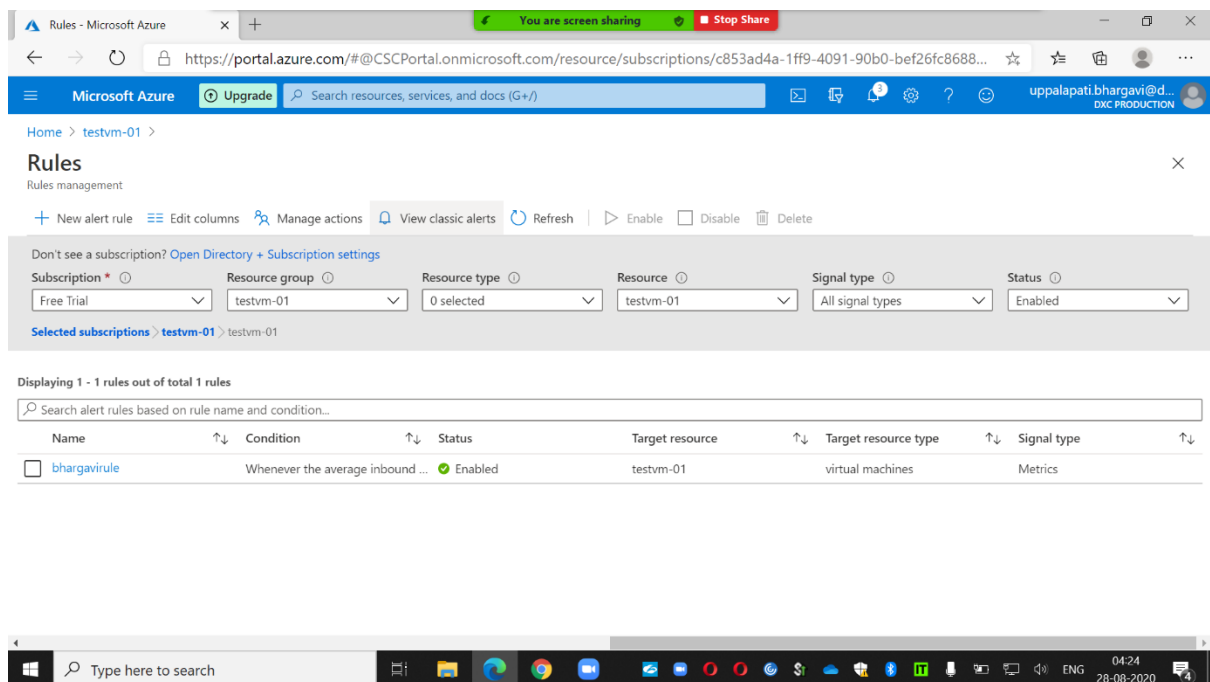 Rules - Microsoft Azure
You are screen sharing Stop Share
https://portal.azure.com/#@CSCPortal.onmicrosoft.com/resource/subscriptions/c853ad4a-1ff9-4091-90b0-bef26fc8688...
Microsoft Azure Upgrade Search resources, services, and docs (G+/) 3 uppalapati.bhargavi@d...
DXC PRODUCTION
Home > testvm-01 >
Rules
Rules management
New alert rule Edit columns Manage actions View classic alerts Refresh Enable Disable Delete
Don't see a subscription? Open Directory + Subscription settings
Subscription * Resource group Resource type Resource Signal type Status
Free Trial testvm-01 0 selected testvm-01 All signal types Enabled
Selected subscriptions > testvm-01 > testvm-01
Displaying 1 - 1 rules out of total 1 rules
Search alert rules based on rule name and condition...
Name Condition Status Target resource Target resource type Signal type
bhargavirule Whenever the average inbound ... Enabled testvm-01 virtual machines Metrics
Type here to search ENG 04:24
28-08-2020 4